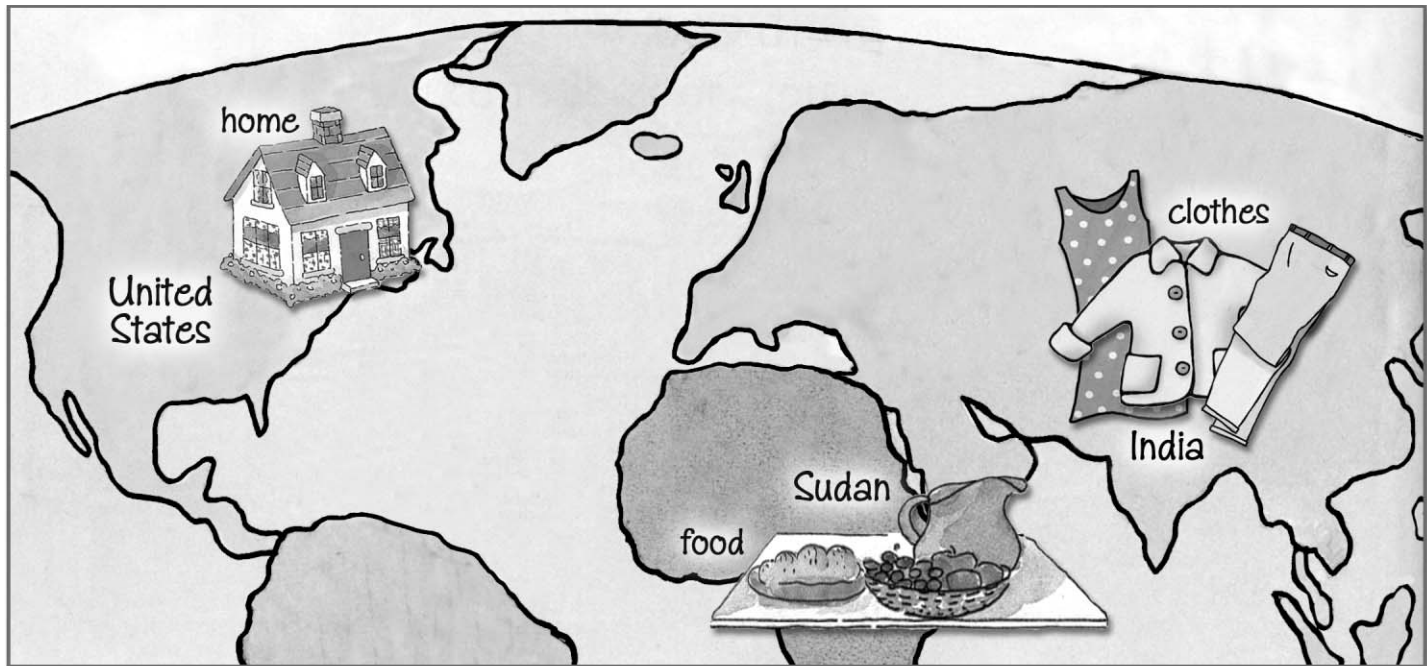 home
United
States
clothes
India
Sudan
food